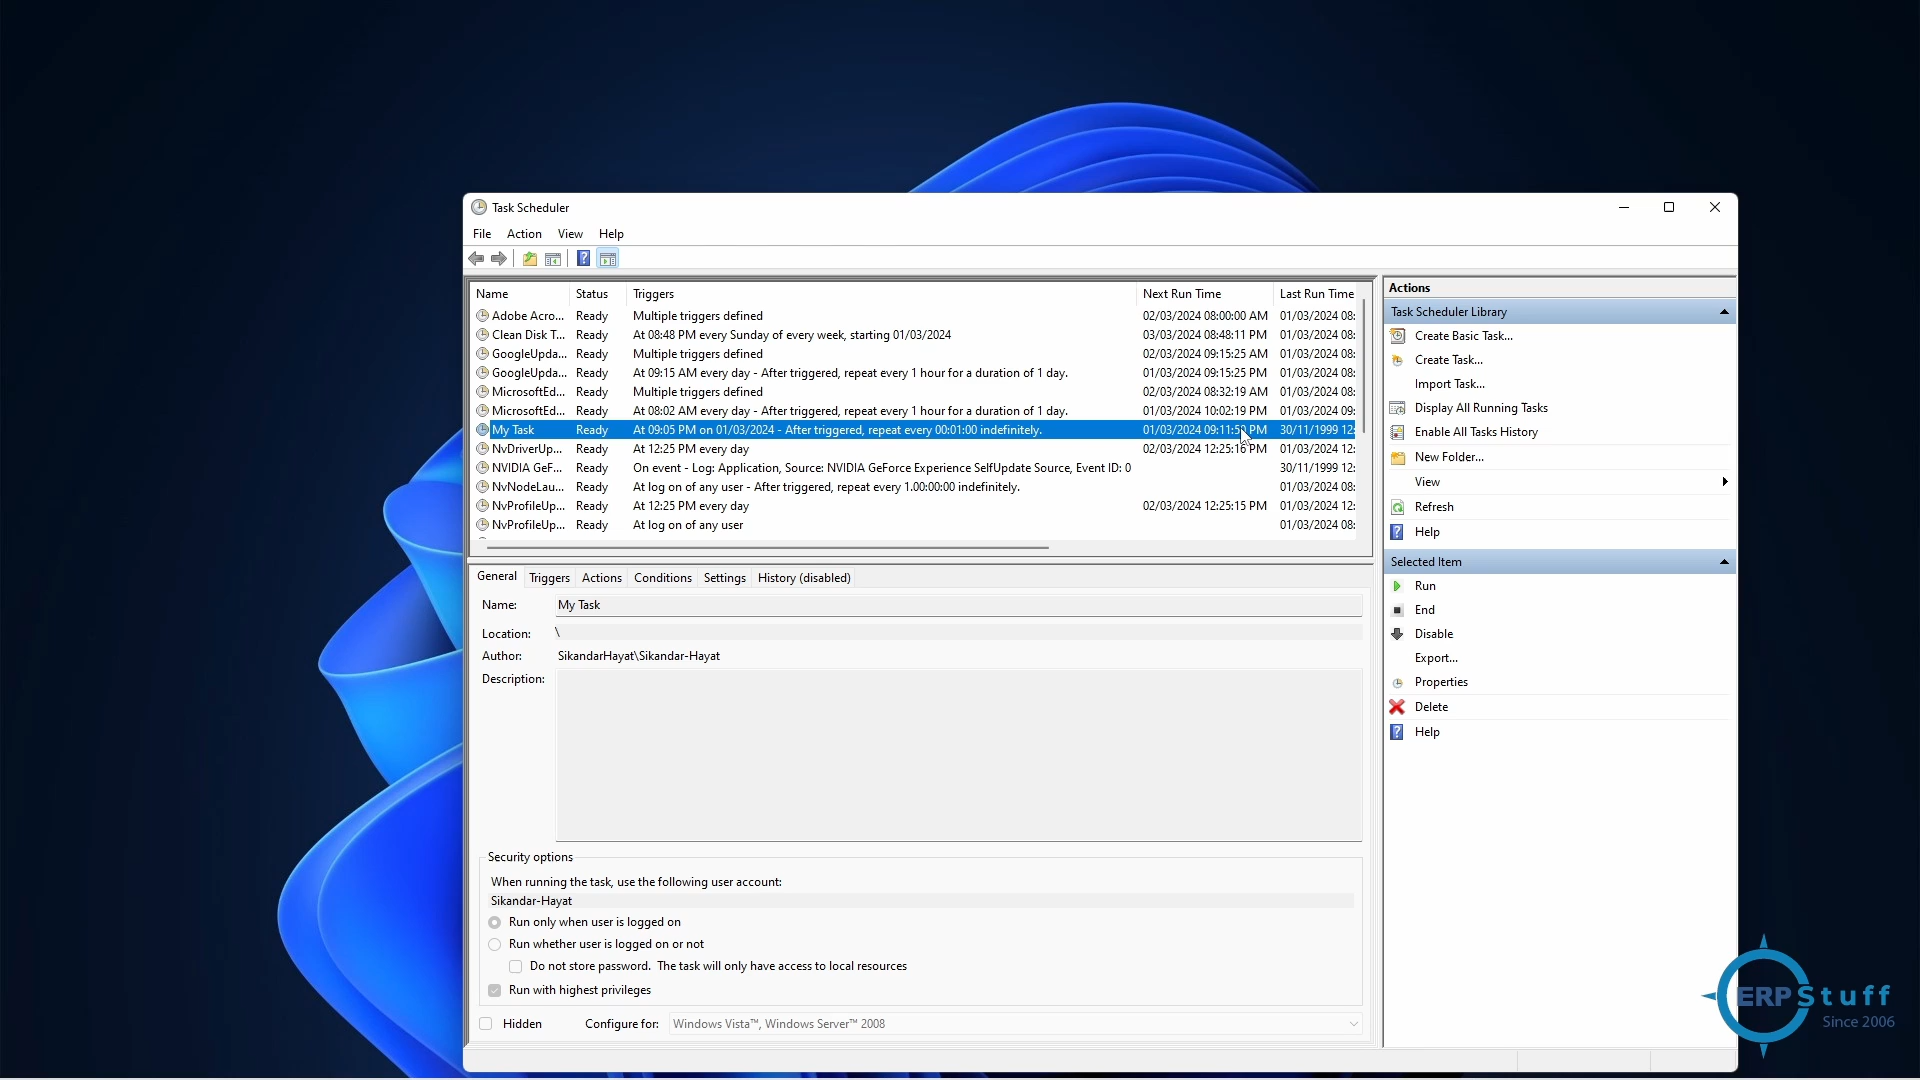 Task Scheduler
File Action View Help
Name Status Triggers Next Run Time Last Run Time
Adobe Acro... Ready Multiple triggers defined 02/03/2024 08:00:00 AM 01/03/2024 08:
Clean Disk T... Ready At 08:48 PM every Sunday of every week, starting 01/03/2024 03/03/2024 08:48:11 PM 01/03/2024 08:
GoogleUpda... Ready Multiple triggers defined 02/03/2024 09:15:25 AM 01/03/2024 08:
GoogleUpda... Ready At 09:15 AM every day - After triggered, repeat every 1 hour for a duration of 1 day. 01/03/2024 09:15:25 PM 01/03/2024 08:
MicrosoftEd... Ready Multiple triggers defined 02/03/2024 08:32:19 AM 01/03/2024 08:
MicrosoftEd... Ready At 08:02 AM every day - After triggered, repeat every 1 hour for a duration of 1 day. 01/03/2024 10:02:19 PM 01/03/2024 09:
My Task Ready At 09:05 PM on 01/03/2024 - After triggered, repeat every 00:01:00 indefinitely. 01/03/2024 PM 30/11/1999 12:
NvDriverUp... Ready At 12:25 PM every day 02/03/2024 12:25:16 PM 01/03/2024 12:
NVIDIA GeF... Ready On event - Log: Application, Source: NVIDIA GeForce Experience SelfUpdate Source, Event ID: 0 30/11/1999 12:
NvNodeLau... Ready At log on of any user - After triggered, repeat every 1.00:00:00 indefinitely. 01/03/2024 08:
NvProfileUp... Ready At 12:25 PM every day 02/03/2024 12:25:15 PM 01/03/2024 12:
NvProfileUp... Ready At log on of any user 01/03/2024 08:
General Triggers Actions Conditions Settings History (disabled)
Name: My Task
Location: \
Author: SikandarHayat\Sikandar-Hayat
Description:
Security options
When running the task, use the following user account:
Sikandar-Hayat
Run only when user is logged on
Run whether user is logged on or not
Do not store password. The task will only have access to local resources
Run with highest privileges
Hidden Configure for: Windows Vista™, Windows Server™ 2008
Actions
Task Scheduler Library
Create Basic Task...
Create Task...
Import Task...
Display All Running Tasks
Enable All Tasks History
New Folder...
View
Refresh
Help
Selected Item
Run
End
Disable
Export...
Properties
Delete
Help
ERPStuff
Since 2006